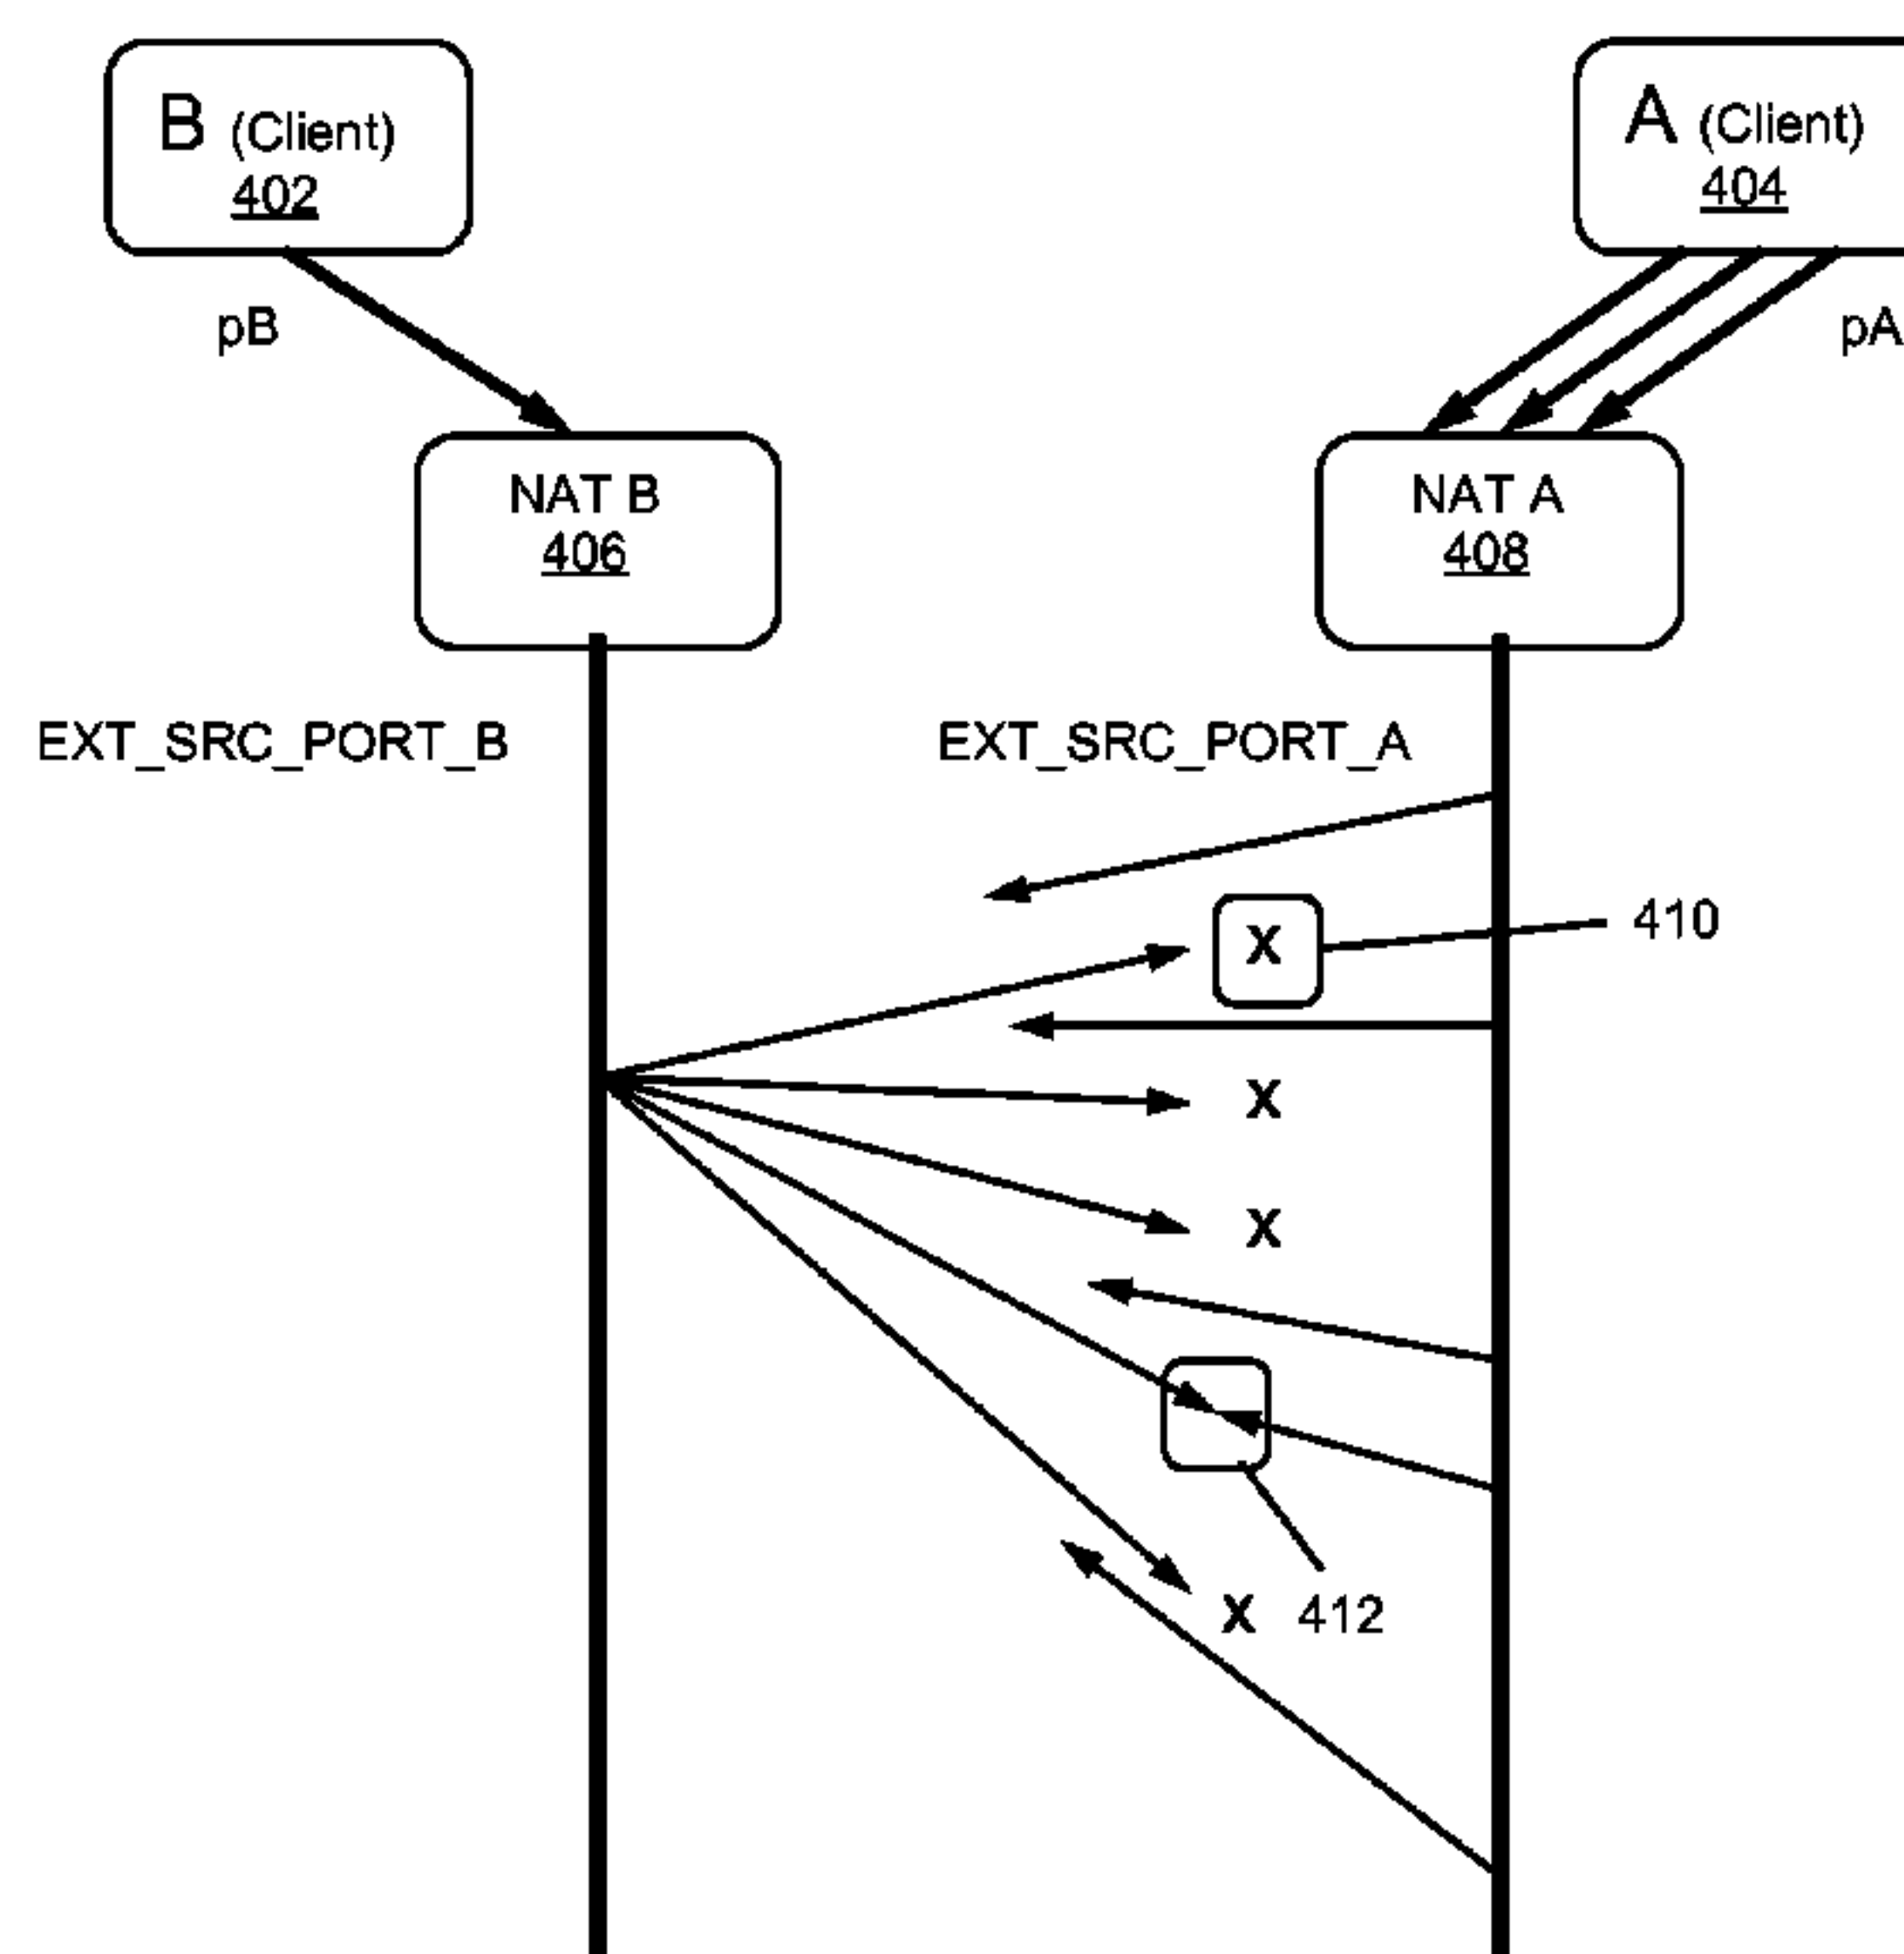 B (Client)
402
A (Client)
404
pB
pA
NAT B
406
NAT A
408
EXT_SRC_PORT_B
EXT_SRC_PORT_A
X
410
X
X
X
412